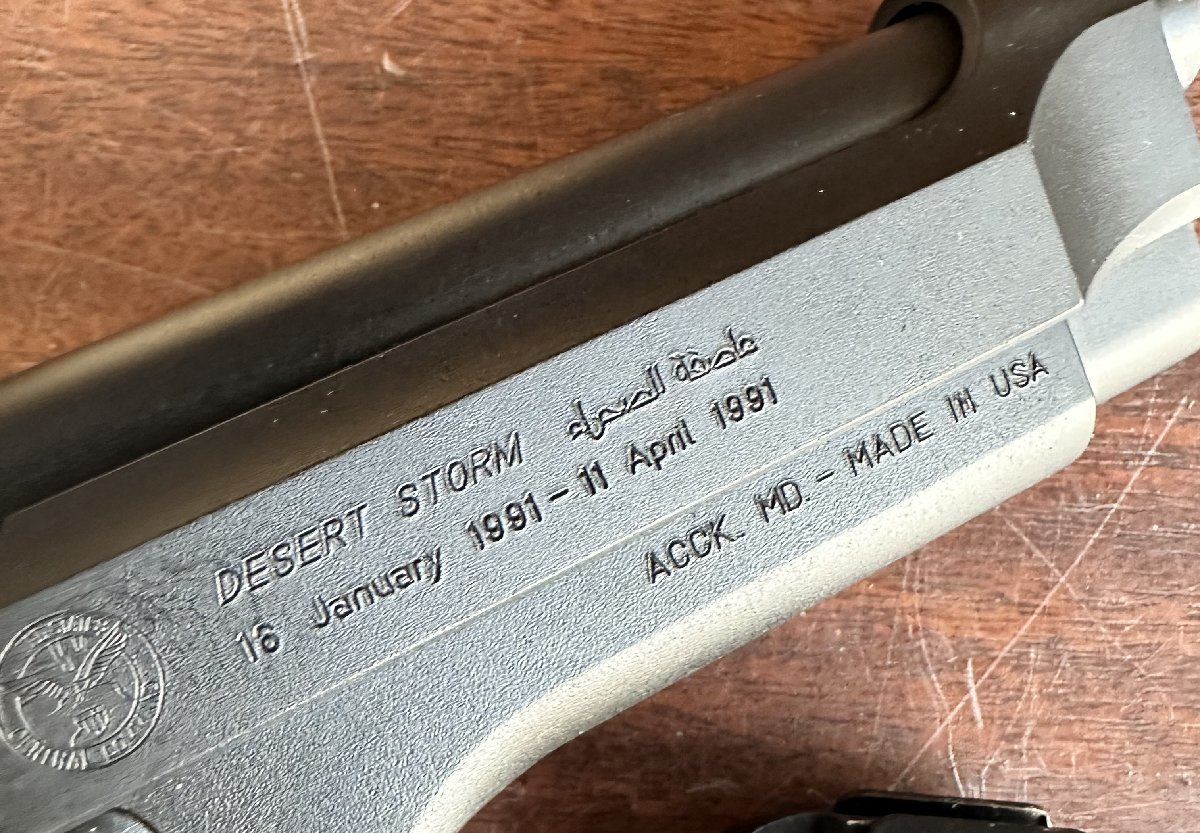 DESERT STORM عاصفة الصحراء
16 January 1991 - 11 April 1991
ACCK. MD. - MADE IN USA